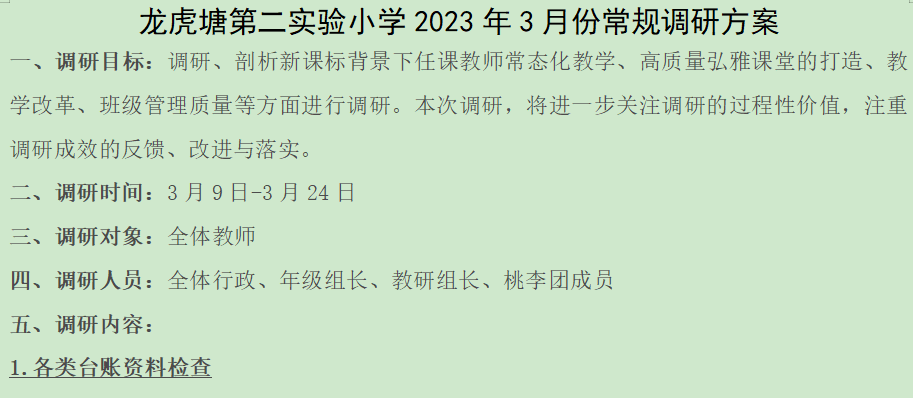 龙虎塘第二实验小学 2023 年 3 月份常规调研方案
一、调研目标：调研、剖析新课标背景下任课教师常态化教学、高质量弘雅课堂的打造、教
学改革、班级管理质量等方面进行调研。本次调研，将进一步关注调研的过程性价值，注重
调研成效的反馈、改进与落实。
二、调研时间：3 月 9 日-3 月 24 日
三、调研对象：全体教师
四、调研人员：全体行政、年级组长、教研组长、桃李团成员
五、调研内容：
1.各类台账资料检查